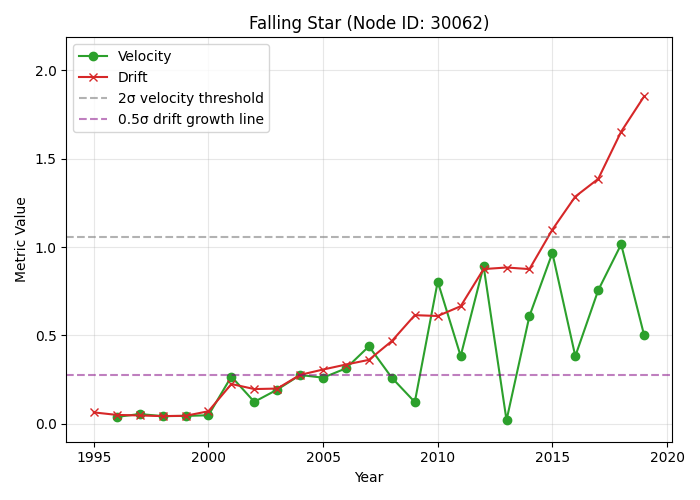 Falling Star (Node ID: 30062)
Velocity
Drift
2σ velocity threshold
0.5σ drift growth line
Metric Value
2.0
1.5
1.0
0.5
0.0
1995 2000 2005 2010 2015 2020
Year